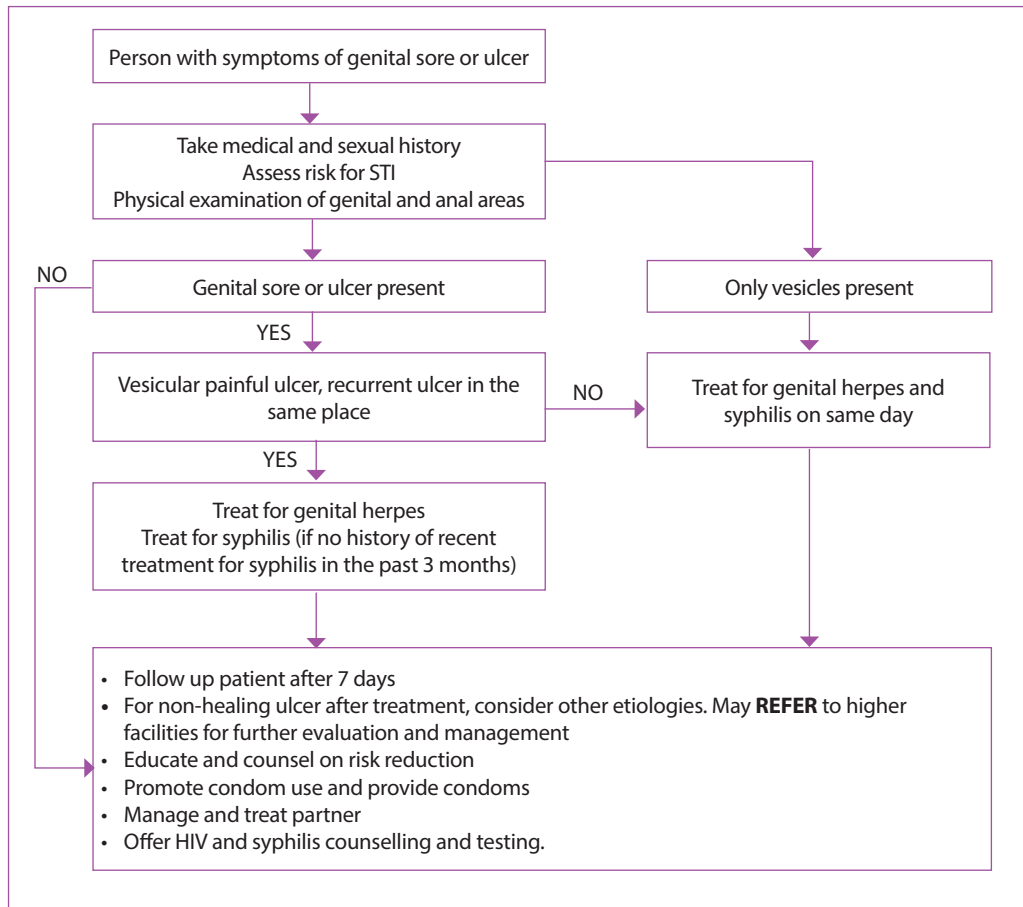 Person with symptoms of genital sore or ulcer
Take medical and sexual history
Assess risk for STI
Physical examination of genital and anal areas
NO
Genital sore or ulcer present
Only vesicles present
YES
Vesicular painful ulcer, recurrent ulcer in the
same place
NO
Treat for genital herpes and
syphilis on same day
YES
Treat for genital herpes
Treat for syphilis (if no history of recent
treatment for syphilis in the past 3 months)
• Follow up patient after 7 days
• For non-healing ulcer after treatment, consider other etiologies. May REFER to higher
facilities for further evaluation and management
• Educate and counsel on risk reduction
• Promote condom use and provide condoms
• Manage and treat partner
• Offer HIV and syphilis counselling and testing.